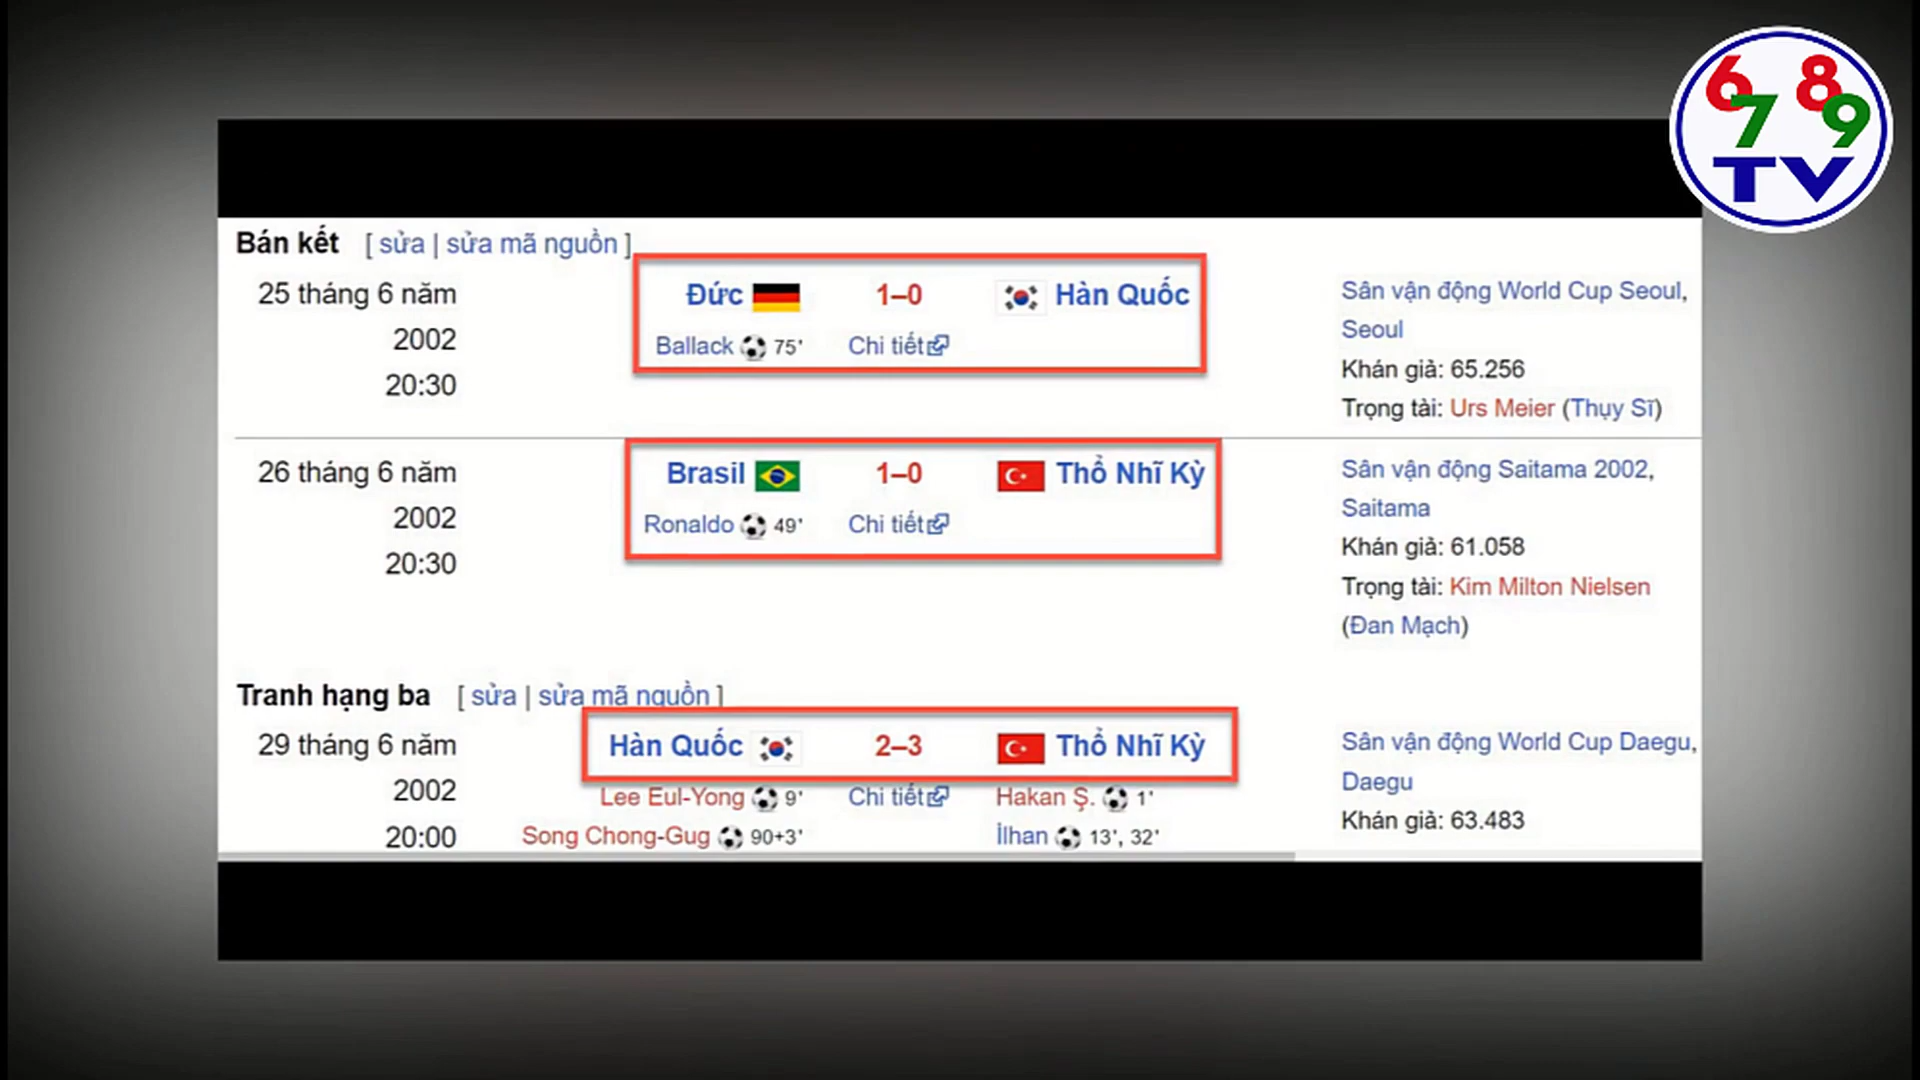 6789
TV
Bán kết [ sửa | sửa mã nguồn ]
25 tháng 6 năm
2002
20:30
Đức 1–0 Hàn Quốc
Ballack 75' Chi tiết
Sân vận động World Cup Seoul,
Seoul
Khán giả: 65.256
Trọng tài: Urs Meier (Thụy Sĩ)
26 tháng 6 năm
2002
20:30
Brasil 1–0 Thổ Nhĩ Kỳ
Ronaldo 49' Chi tiết
Sân vận động Saitama 2002,
Saitama
Khán giả: 61.058
Trọng tài: Kim Milton Nielsen
(Đan Mạch)
Tranh hạng ba [ sửa | sửa mã nguồn ]
29 tháng 6 năm
2002
20:00
Hàn Quốc 2–3 Thổ Nhĩ Kỳ
Lee Eul-Yong 9' Chi tiết Hakan Ş. 1'
Song Chong-Gug 90+3' İlhan 13', 32'
Sân vận động World Cup Daegu,
Daegu
Khán giả: 63.483